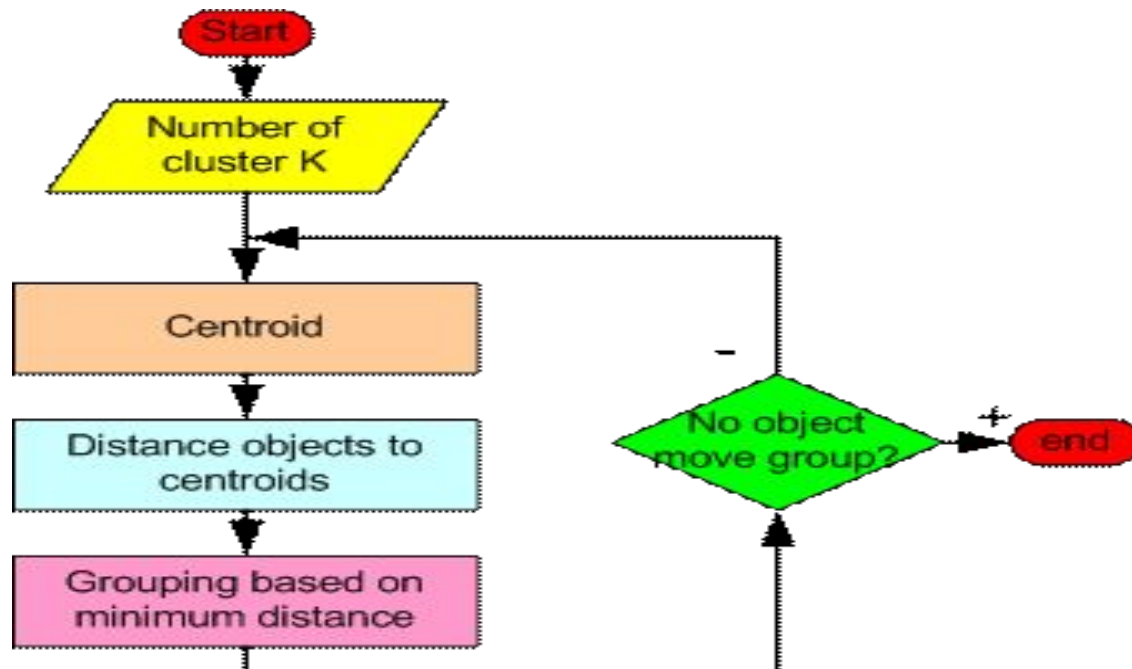 Start
Number of
cluster K
Centroid
Distance objects to
centroids
Grouping based on
minimum distance
-
No object
move group?
+
end